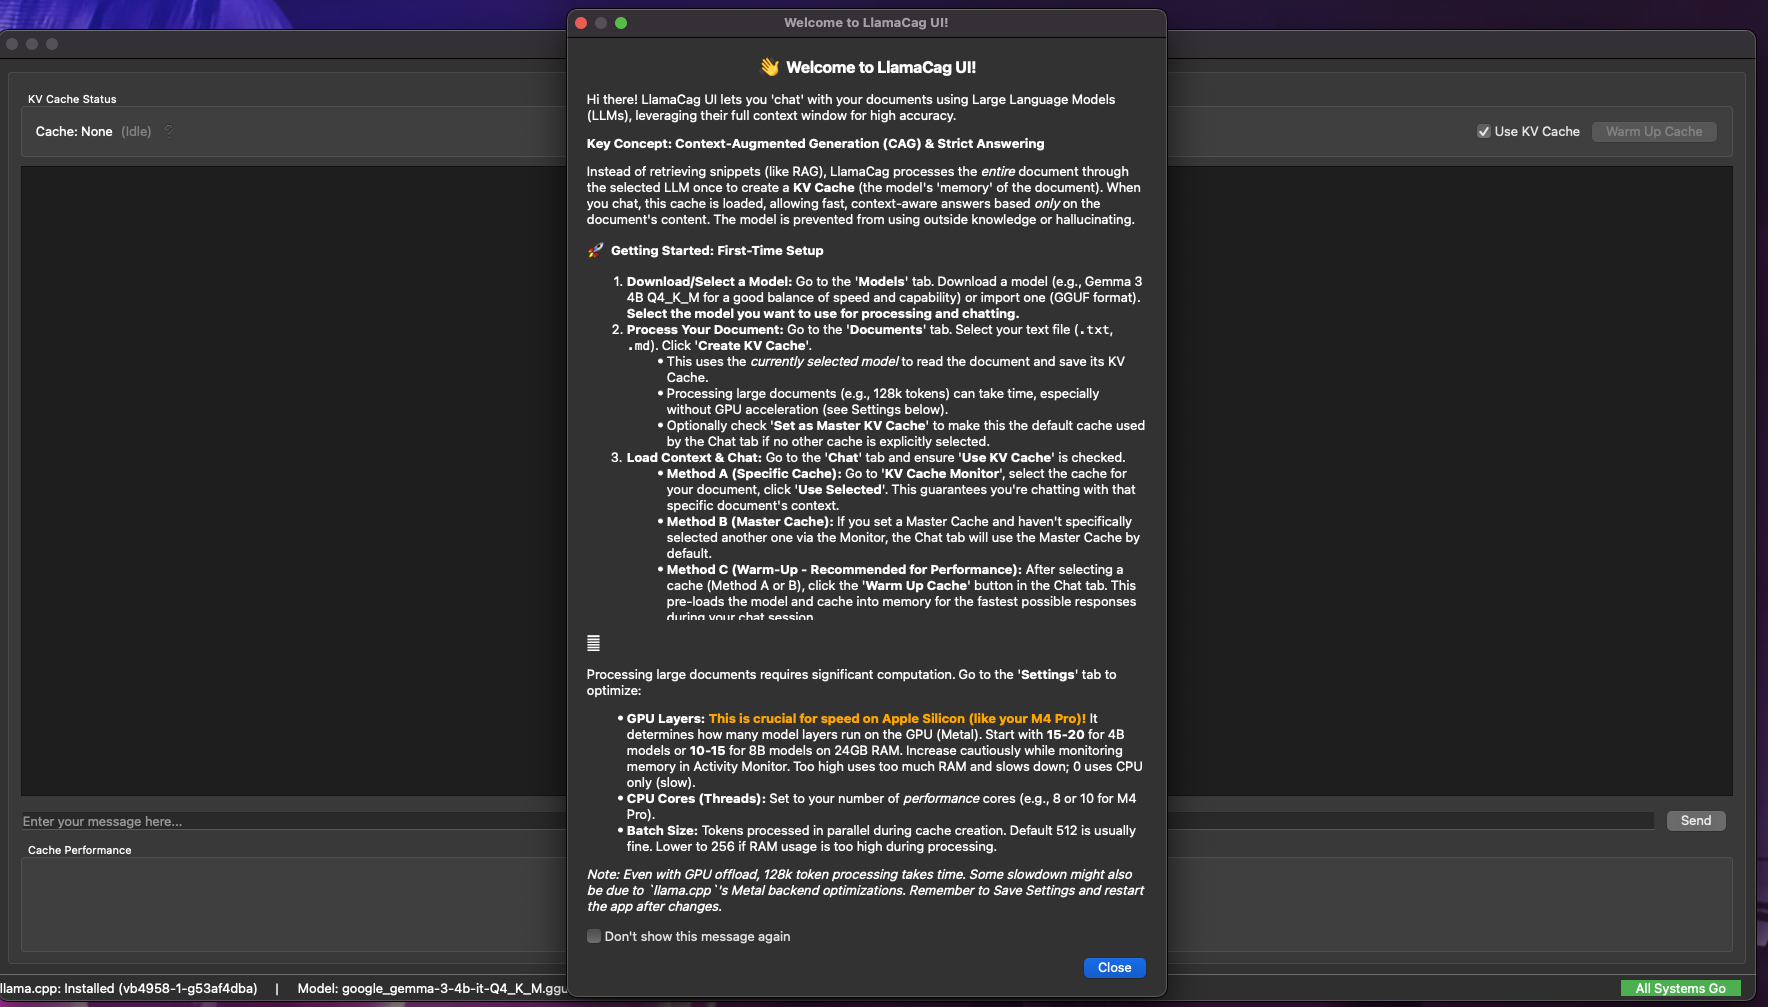 Welcome to LlamaCag UI!
👋 Welcome to LlamaCag UI!
Hi there! LlamaCag UI lets you 'chat' with your documents using Large Language Models
(LLMs), leveraging their full context window for high accuracy.
Key Concept: Context-Augmented Generation (CAG) & Strict Answering
Instead of retrieving snippets (like RAG), LlamaCag processes the entire document through
the selected LLM once to create a KV Cache (the model's 'memory' of the document). When
you chat, this cache is loaded, allowing fast, context-aware answers based only on the
document's content. The model is prevented from using outside knowledge or hallucinating.
🚀 Getting Started: First-Time Setup
1. Download/Select a Model: Go to the 'Models' tab. Download a model (e.g., Gemma 3
4B Q4_K_M for a good balance of speed and capability) or import one (GGUF format).
Select the model you want to use for processing and chatting.
2. Process Your Document: Go to the 'Documents' tab. Select your text file (.txt,
.md). Click 'Create KV Cache'.
• This uses the currently selected model to read the document and save its KV
Cache.
• Processing large documents (e.g., 128k tokens) can take time, especially
without GPU acceleration (see Settings below).
• Optionally check 'Set as Master KV Cache' to make this the default cache used
by the Chat tab if no other cache is explicitly selected.
3. Load Context & Chat: Go to the 'Chat' tab and ensure 'Use KV Cache' is checked.
• Method A (Specific Cache): Go to 'KV Cache Monitor', select the cache for
your document, click 'Use Selected'. This guarantees you're chatting with that
specific document's context.
• Method B (Master Cache): If you set a Master Cache and haven't specifically
selected another one via the Monitor, the Chat tab will use the Master Cache by
default.
• Method C (Warm-Up - Recommended for Performance): After selecting a
cache (Method A or B), click the 'Warm Up Cache' button in the Chat tab. This
pre-loads the model and cache into memory for the fastest possible responses
during your chat session.
Processing large documents requires significant computation. Go to the 'Settings' tab to
optimize:
• GPU Layers: This is crucial for speed on Apple Silicon (like your M4 Pro)! It
determines how many model layers run on the GPU (Metal). Start with 15-20 for 4B
models or 10-15 for 8B models on 24GB RAM. Increase cautiously while monitoring
memory in Activity Monitor. Too high uses too much RAM and slows down; 0 uses CPU
only (slow).
• CPU Cores (Threads): Set to your number of performance cores (e.g., 8 or 10 for M4
Pro).
• Batch Size: Tokens processed in parallel during cache creation. Default 512 is usually
fine. Lower to 256 if RAM usage is too high during processing.
Note: Even with GPU offload, 128k token processing takes time. Some slowdown might also
be due to `llama.cpp`'s Metal backend optimizations. Remember to Save Settings and restart
the app after changes.
Don't show this message again
Close
KV Cache Status
Cache: None (Idle)
Use KV Cache
Warm Up Cache
Enter your message here...
Send
Cache Performance
llama.cpp: Installed (vb4958-1-g53af4dba) | Model: google_gemma-3-4b-it-Q4_K_M.ggu
All Systems Go